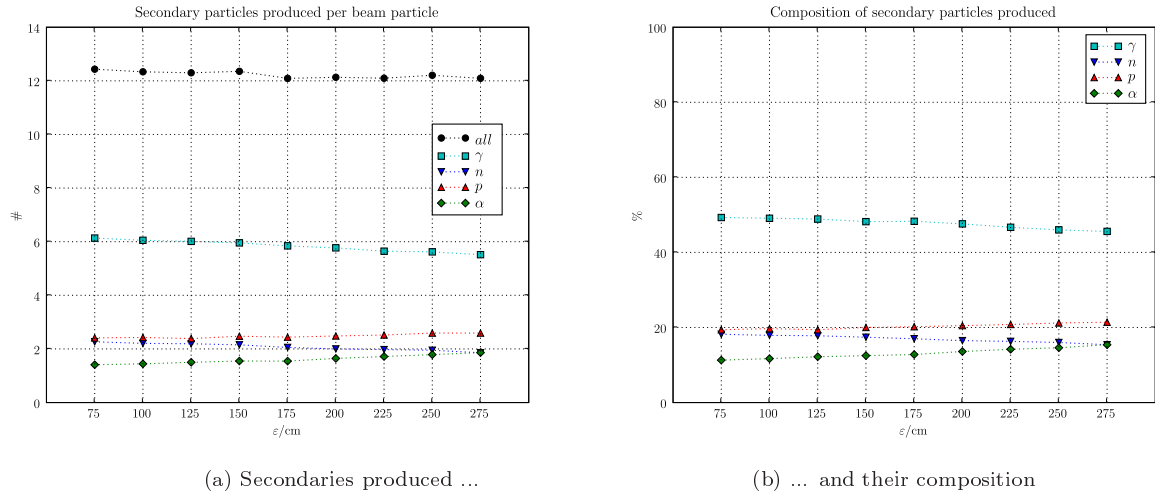 Secondary particles produced per beam particle
14
12
10
8
6
4
2
0
#
75 100 125 150 175 200 225 250 275
ε/cm
all
γ
n
p
α
(a) Secondaries produced ...
Composition of secondary particles produced
100
80
60
40
20
0
%
75 100 125 150 175 200 225 250 275
ε/cm
γ
n
p
α
(b) ... and their composition